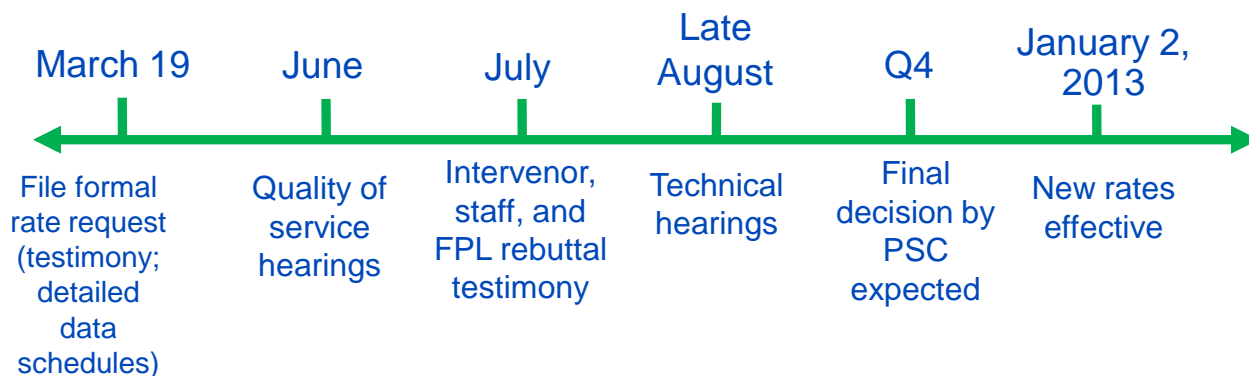 March 19
File formal
rate request
(testimony;
detailed
data
schedules)
June
Quality of
service
hearings
July
Intervenor,
staff, and
FPL rebuttal
testimony
Late
August
Technical
hearings
Q4
Final
decision by
PSC
expected
January 2,
2013
New rates
effective